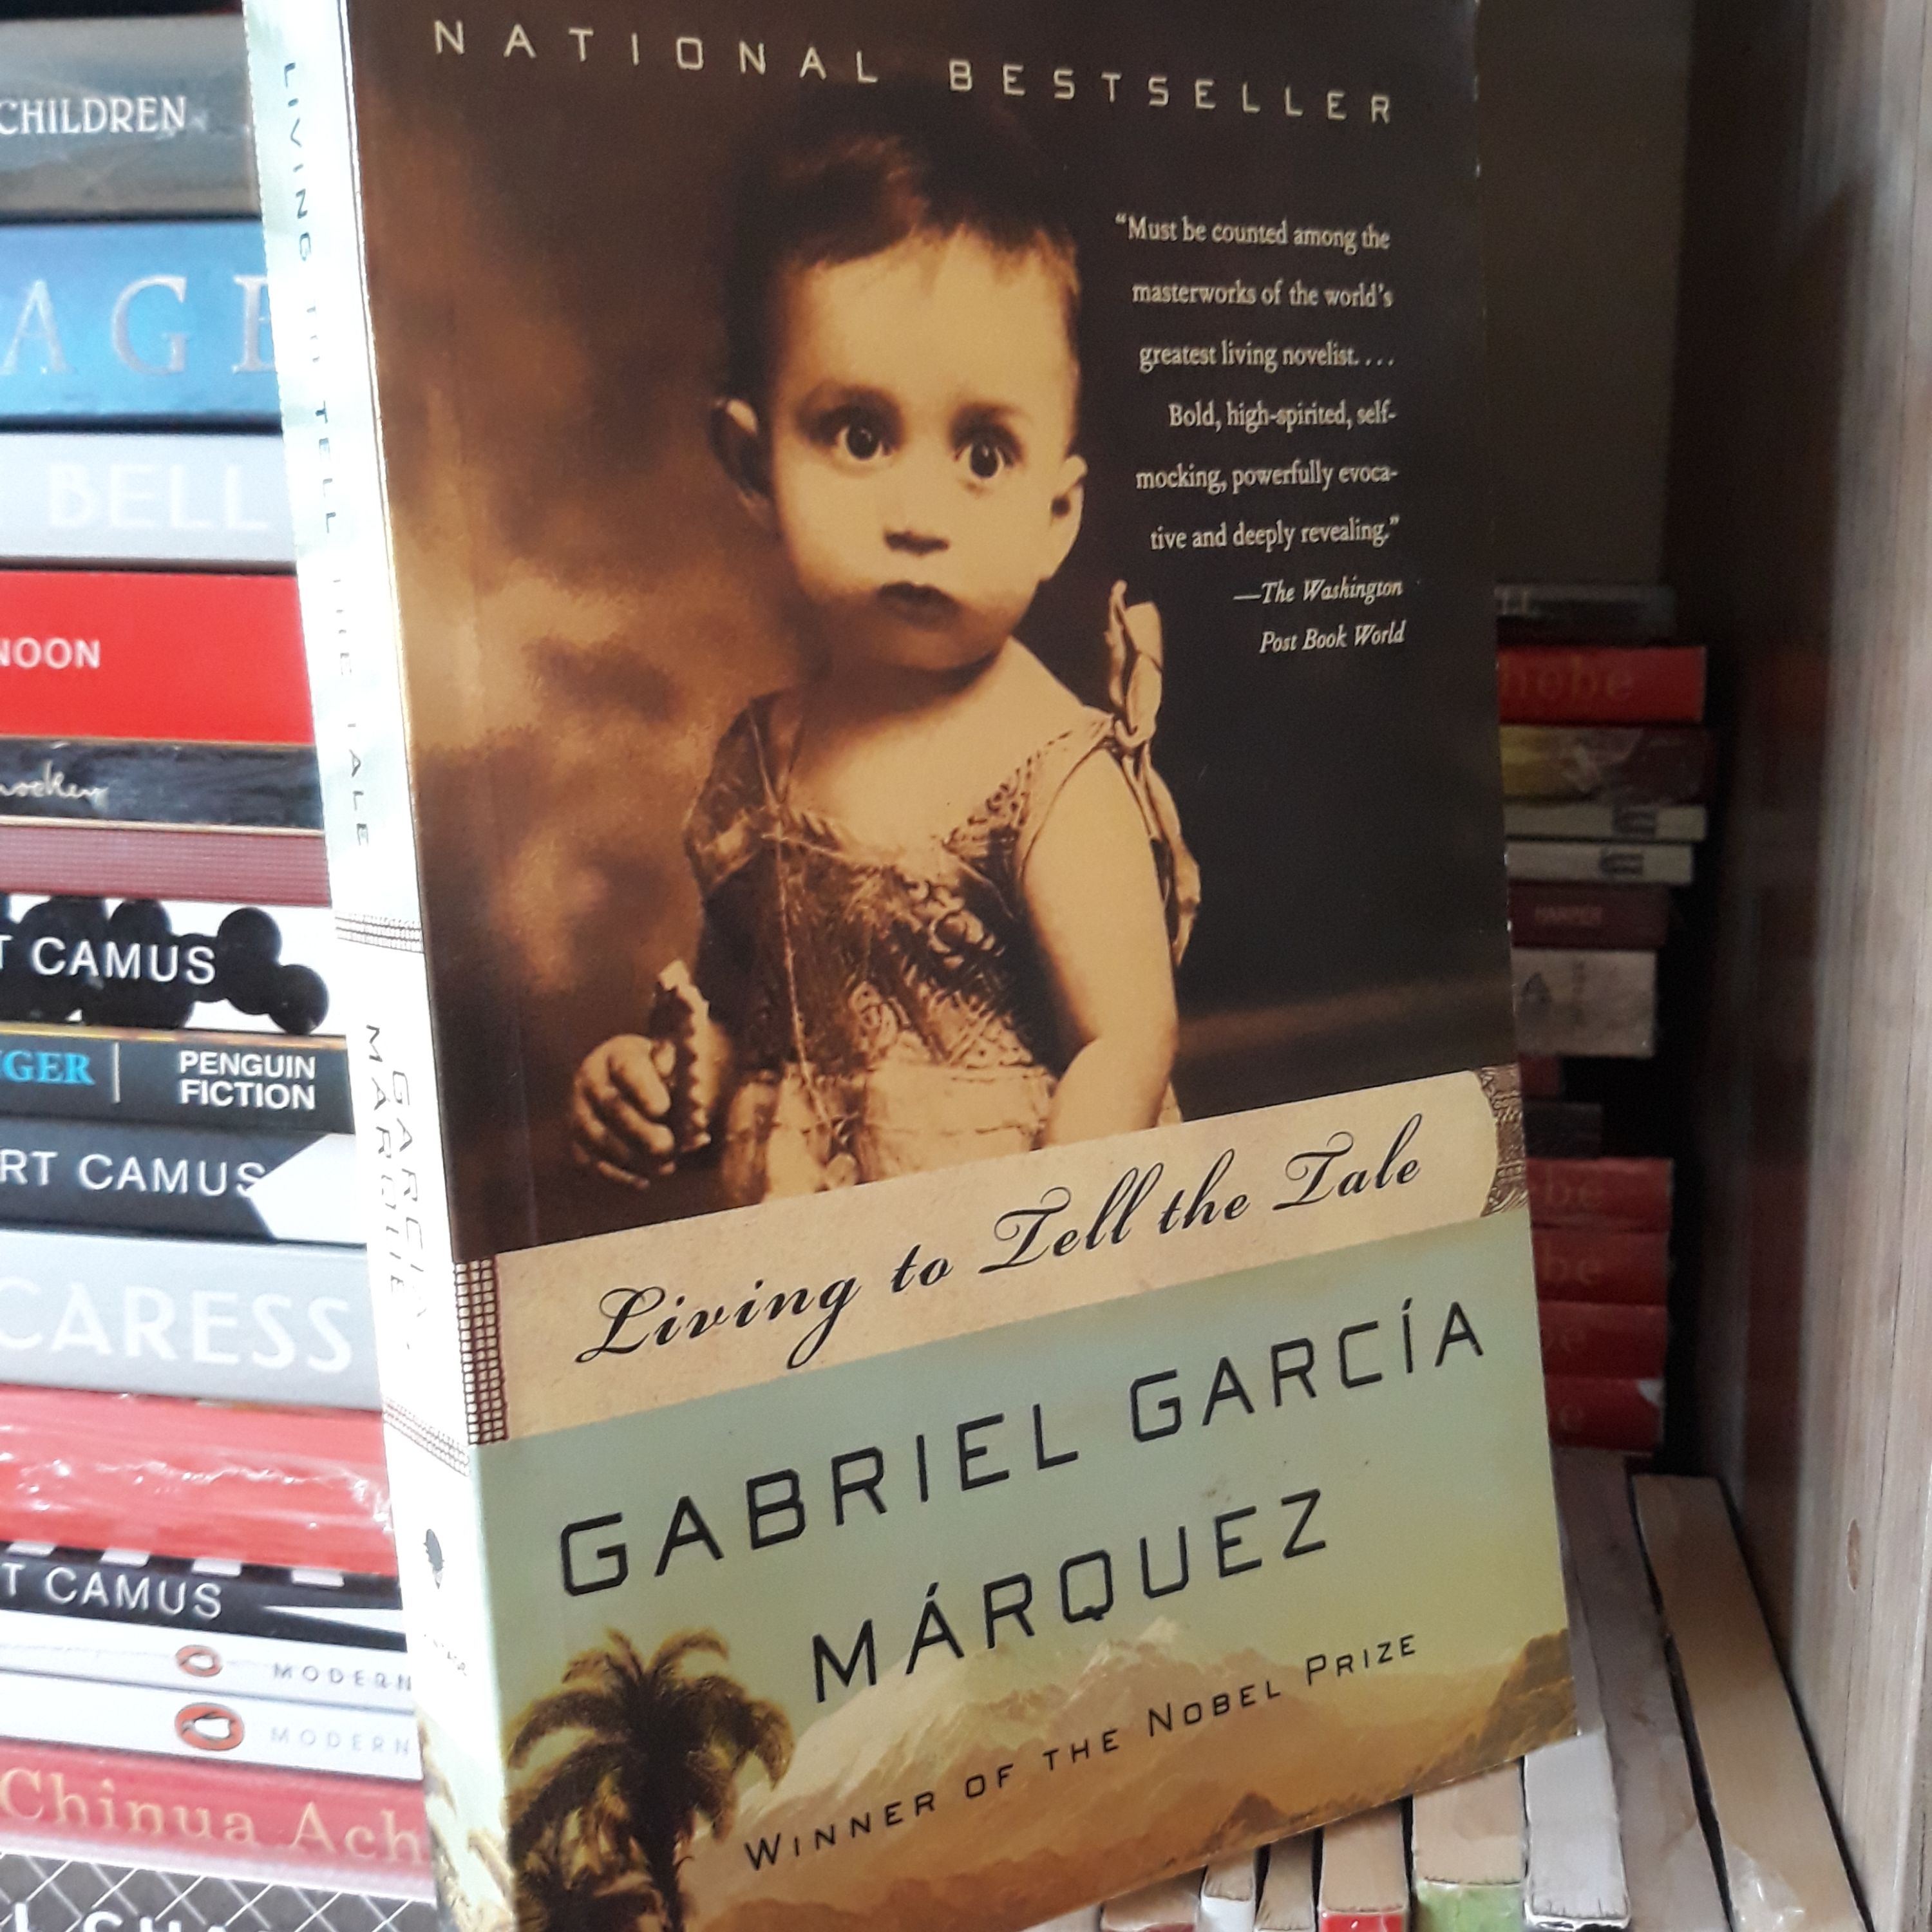 NATIONAL BESTSELLER
“Must be counted among the
masterworks of the world’s
greatest living novelist. . . .
Bold, high-spirited, self-
mocking, powerfully evoca-
tive and deeply revealing.”
—The Washington
Post Book World
Living to Tell the Tale
GABRIEL GARCÍA
MÁRQUEZ
WINNER OF THE NOBEL PRIZE
LIVING TO TELL THE TALE
GARCÍA
MÁRQUEZ
CHILDREN
BELL
NOON
T CAMUS
GER
PENGUIN
FICTION
RT CAMUS
CARESS
T CAMUS
MODERN
MODERN
Chinua Ach
HARPER